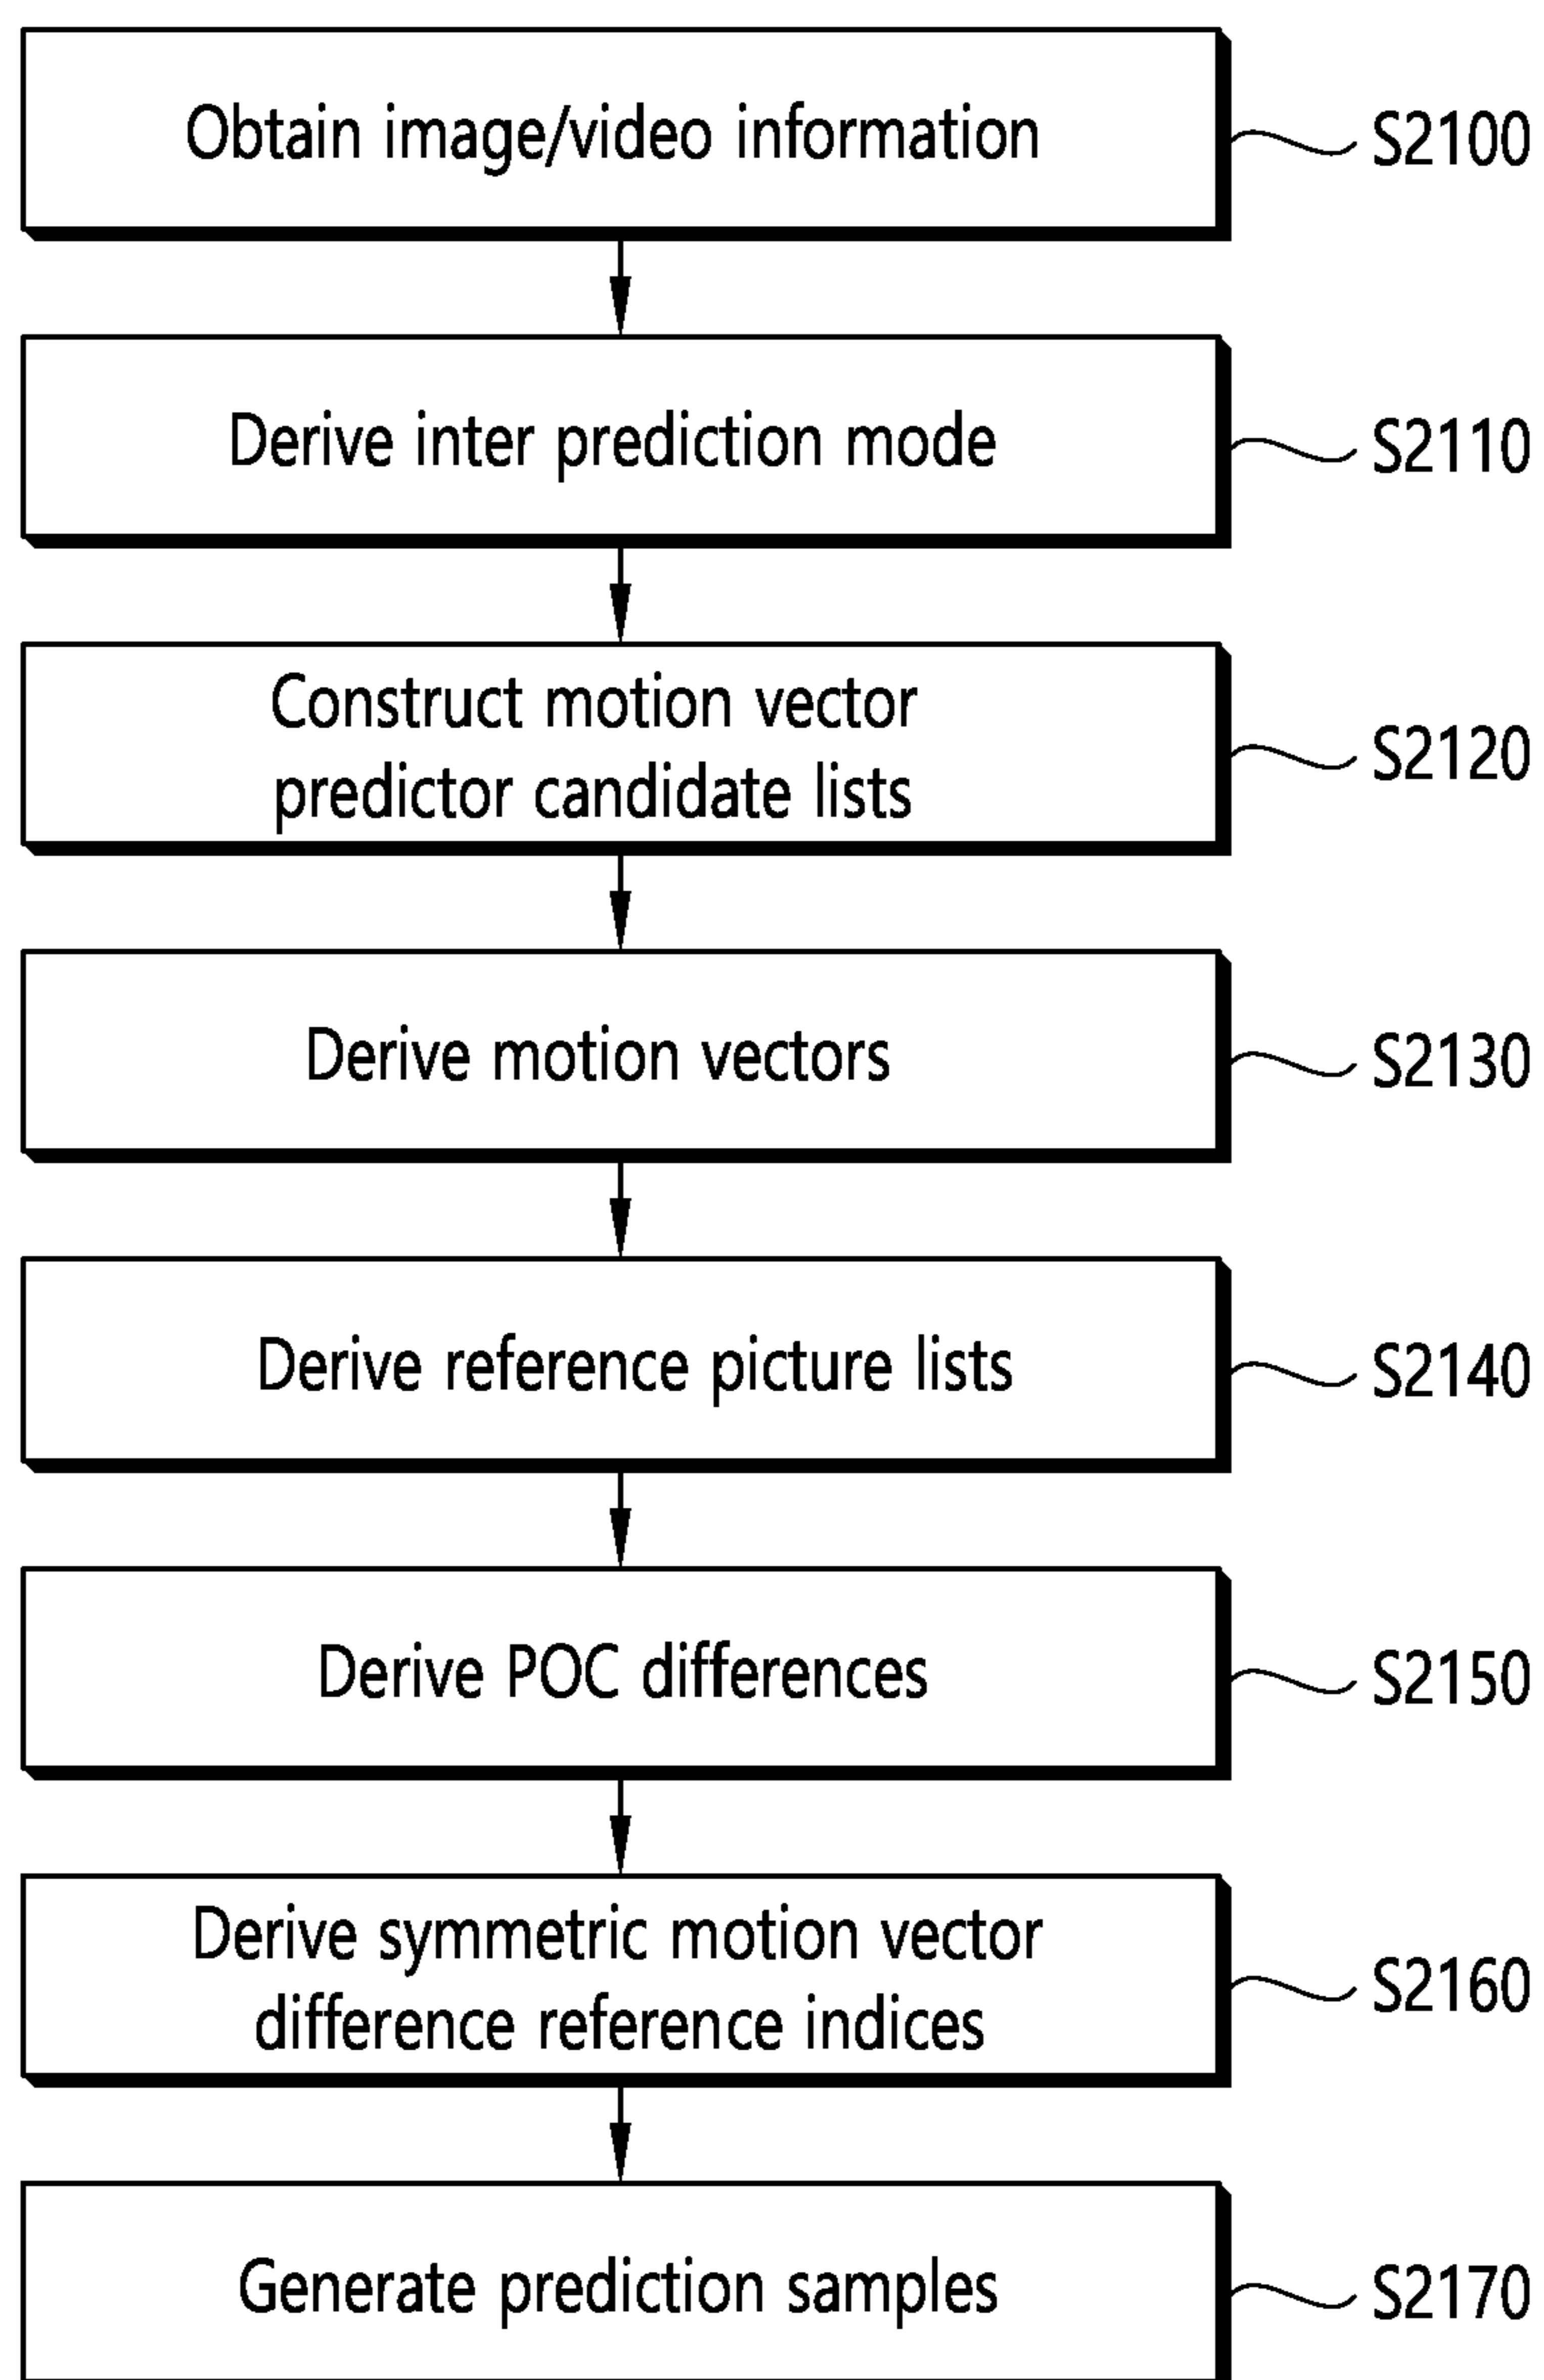 Obtain image/video information
S2100
Derive inter prediction mode
S2110
Construct motion vector
predictor candidate lists
S2120
Derive motion vectors
S2130
Derive reference picture lists
S2140
Derive POC differences
S2150
Derive symmetric motion vector
difference reference indices
S2160
Generate prediction samples
S2170